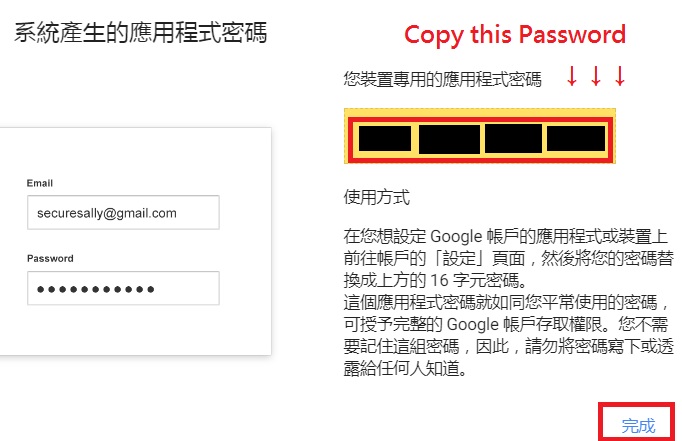 系統產生的應用程式密碼
Email
securesally@gmail.com
Password
Copy this Password
您裝置專用的應用程式密碼 ↓ ↓ ↓
使用方式
在您想設定 Google 帳戶的應用程式或裝置上
前往帳戶的「設定」頁面，然後將您的密碼替
換成上方的 16 字元密碼。
這個應用程式密碼就如同您平常使用的密碼，
可授予完整的 Google 帳戶存取權限。您不需
要記住這組密碼，因此，請勿將密碼寫下或透
露給任何人知道。
完成